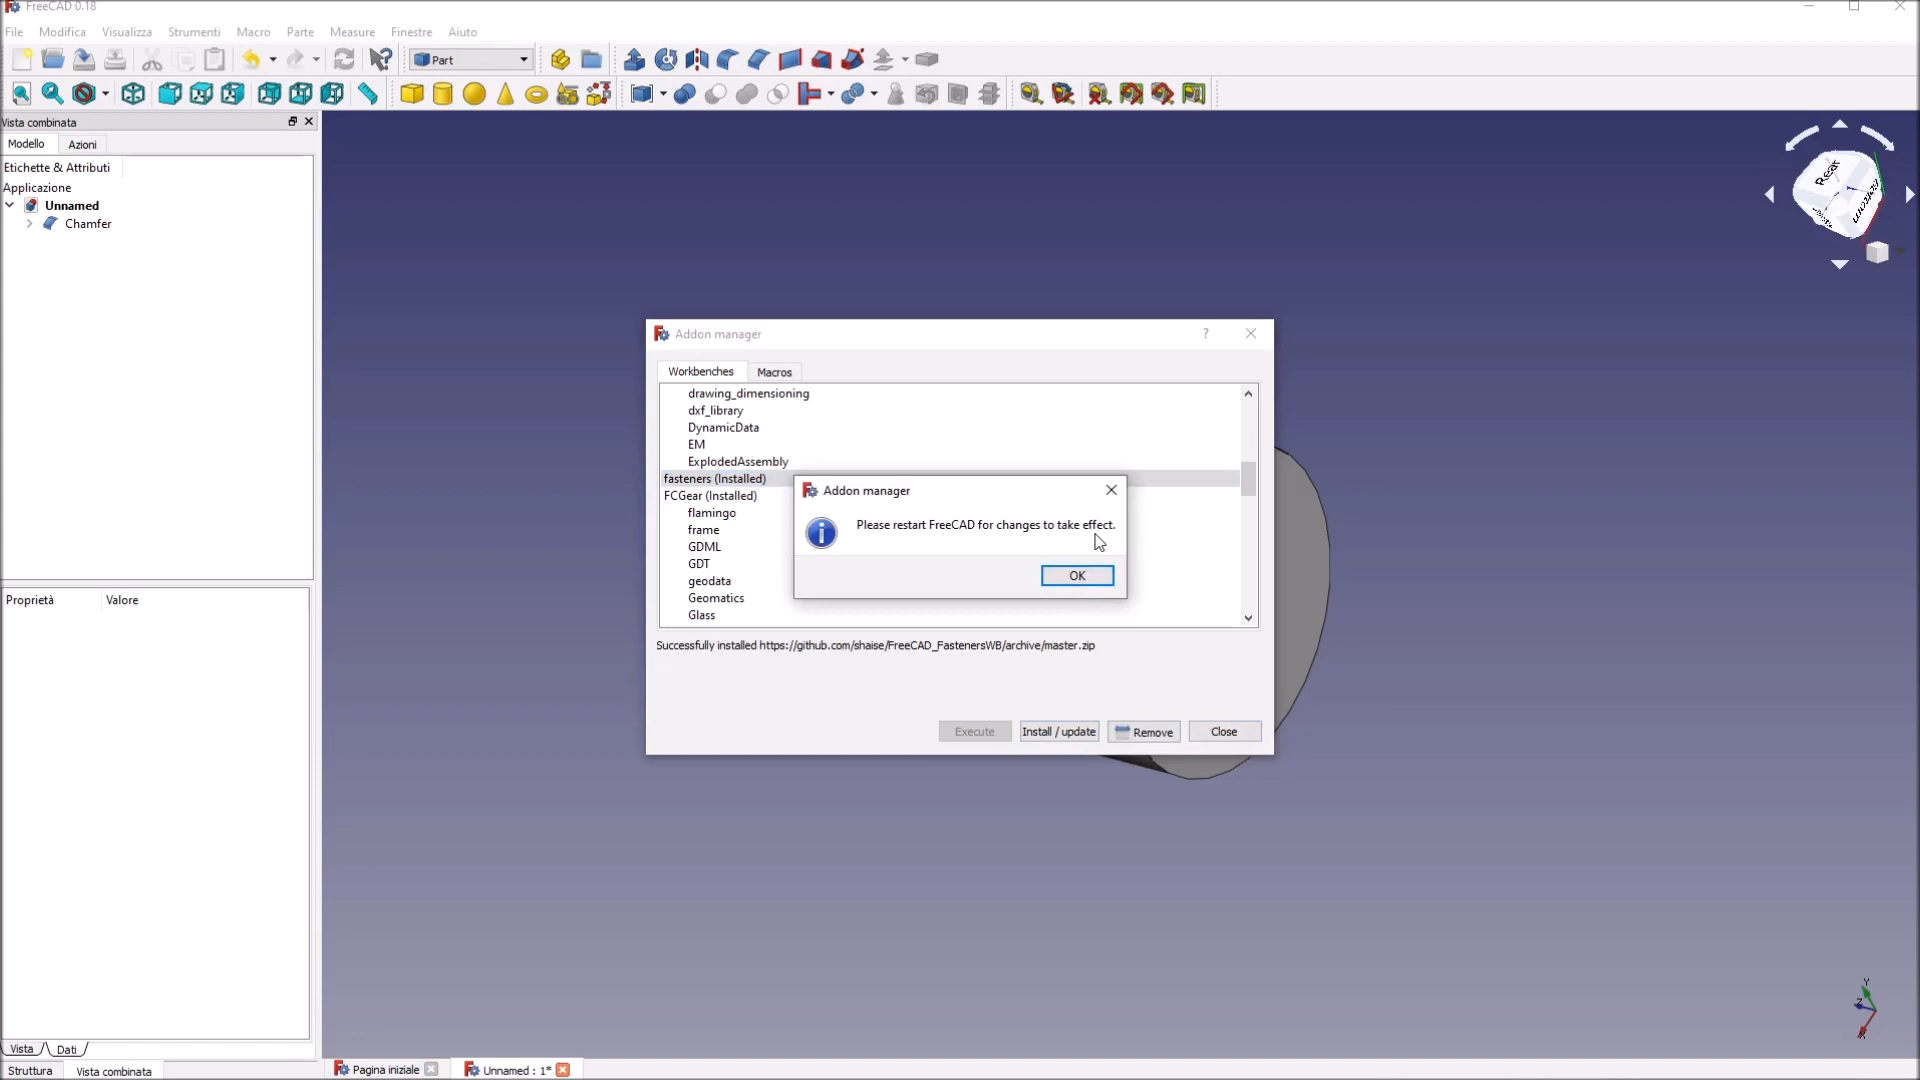 FreeCAD 0.18
File Modifica Visualizza Strumenti Macro Parte Measure Finestre Aiuto
Part
Vista combinata
Modello Azioni
Etichette & Attributi
Applicazione
Unnamed
Chamfer
Proprietà Valore
Vista Dati
Struttura Vista combinata
Rear
Addon manager
Workbenches Macros
drawing_dimensioning
dxf_library
DynamicData
EM
ExplodedAssembly
fasteners (Installed)
FCGear (Installed)
flamingo
frame
GDML
GDT
geodata
Geomatics
Glass
Addon manager
Please restart FreeCAD for changes to take effect.
OK
Successfully installed https://github.com/shaise/FreeCAD_FastenersWB/archive/master.zip
Execute Install / update Remove Close
Y
Z
X
Pagina iniziale Unnamed : 1*